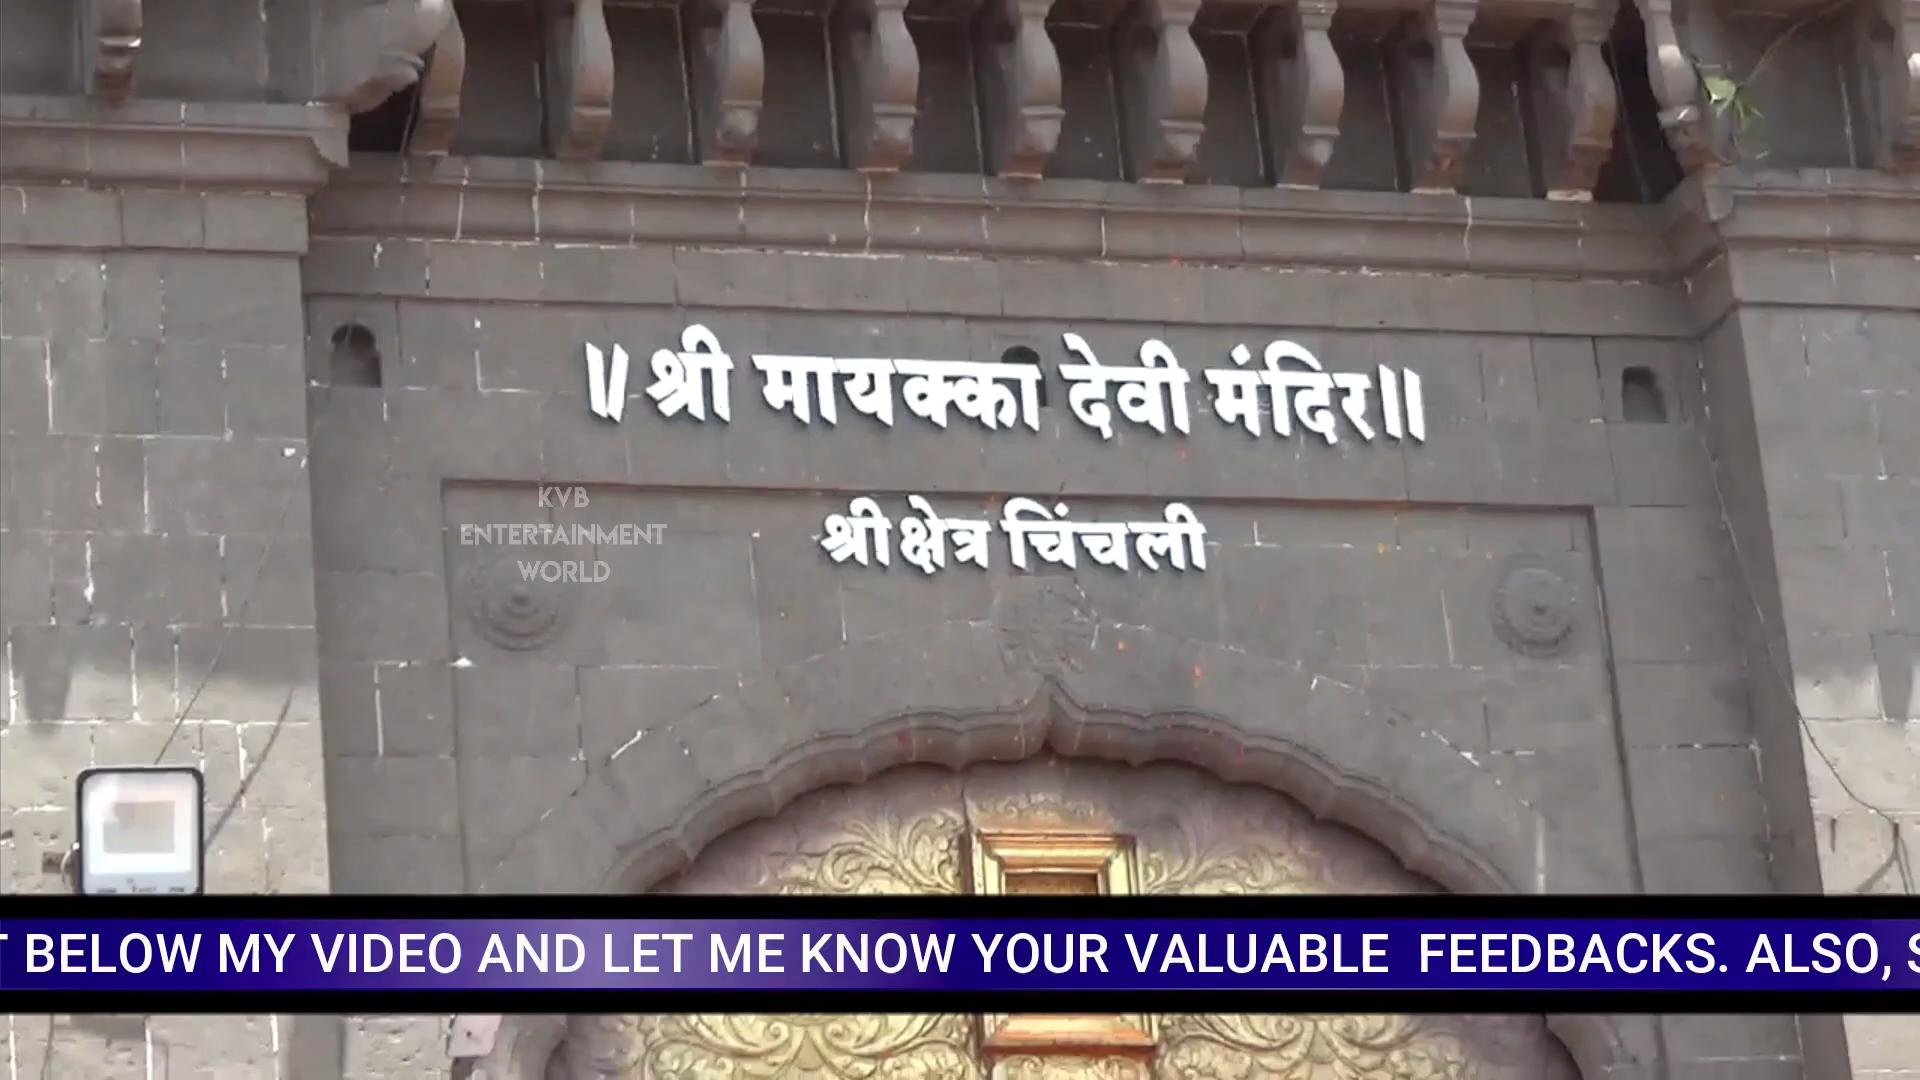 ॥ श्री मायक्का देवी मंदिर॥
श्री क्षेत्र चिंचली
KVB
ENTERTAINMENT
WORLD
BELOW MY VIDEO AND LET ME KNOW YOUR VALUABLE FEEDBACKS. ALSO,